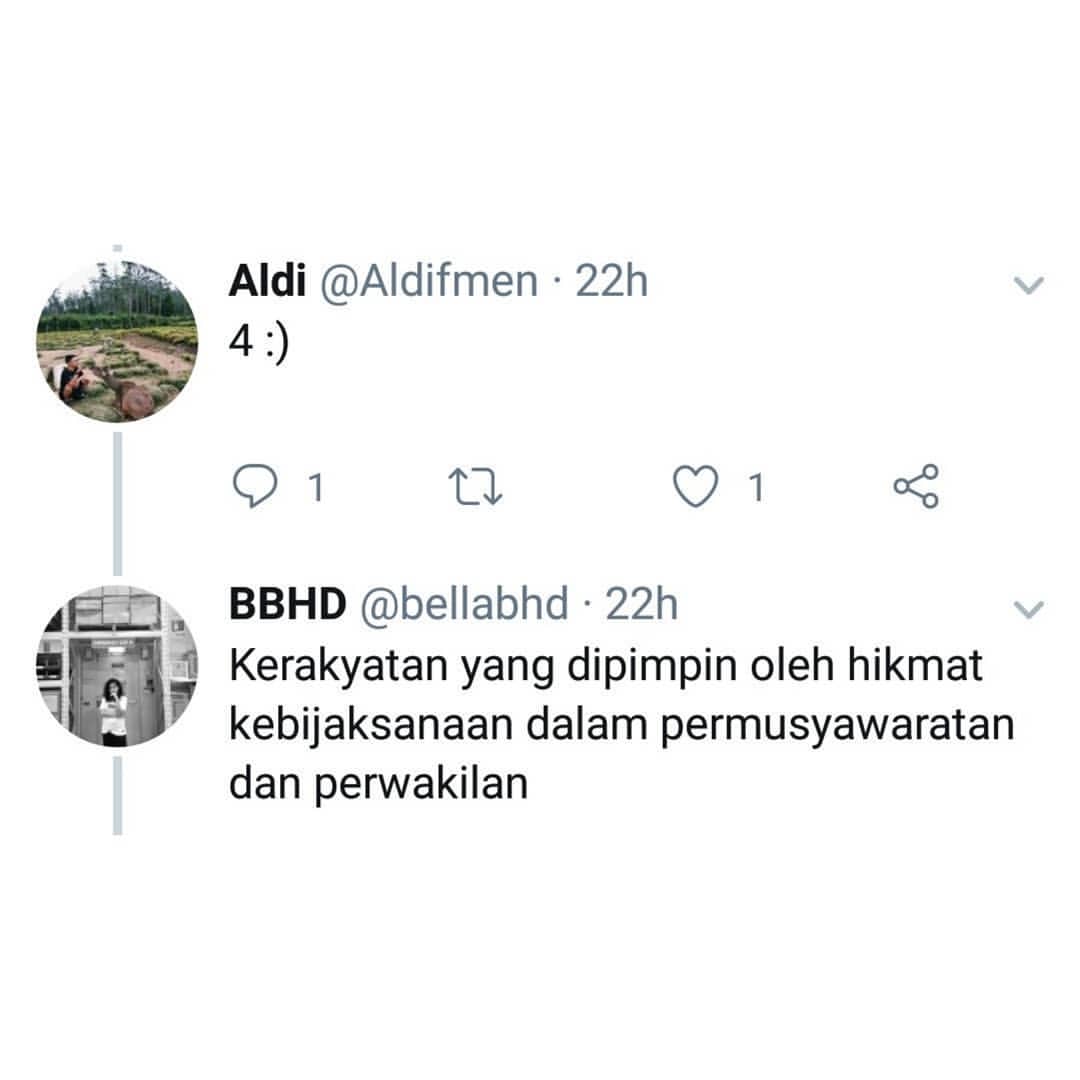 Aldi @Aldifmen · 22h
4 :)
1 1
BBHD @bellabhd · 22h
Kerakyatan yang dipimpin oleh hikmat
kebijaksanaan dalam permusyawaratan
dan perwakilan